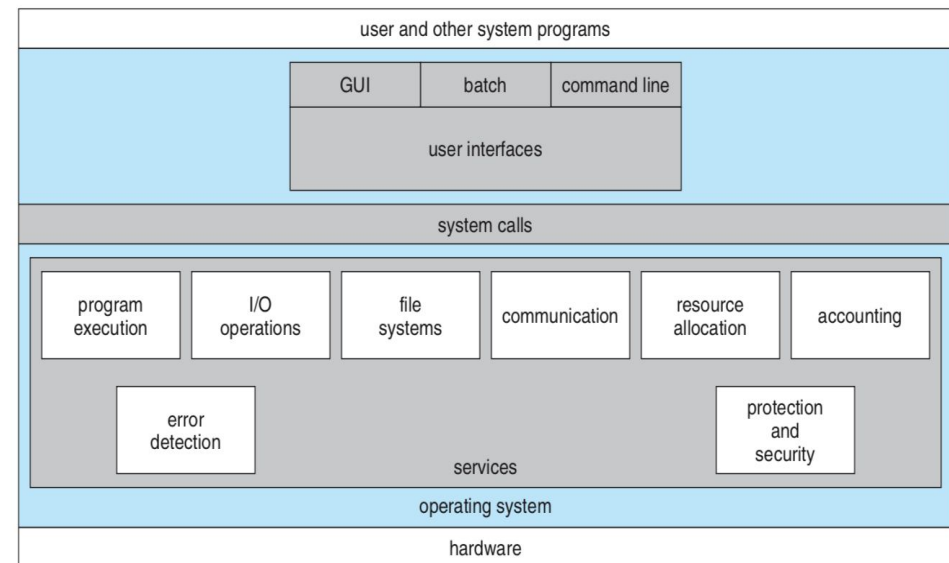 user and other system programs
GUI
batch
command line
user interfaces
system calls
program
execution
I/O
operations
file
systems
communication
resource
allocation
accounting
error
detection
protection
and
security
services
operating system
hardware